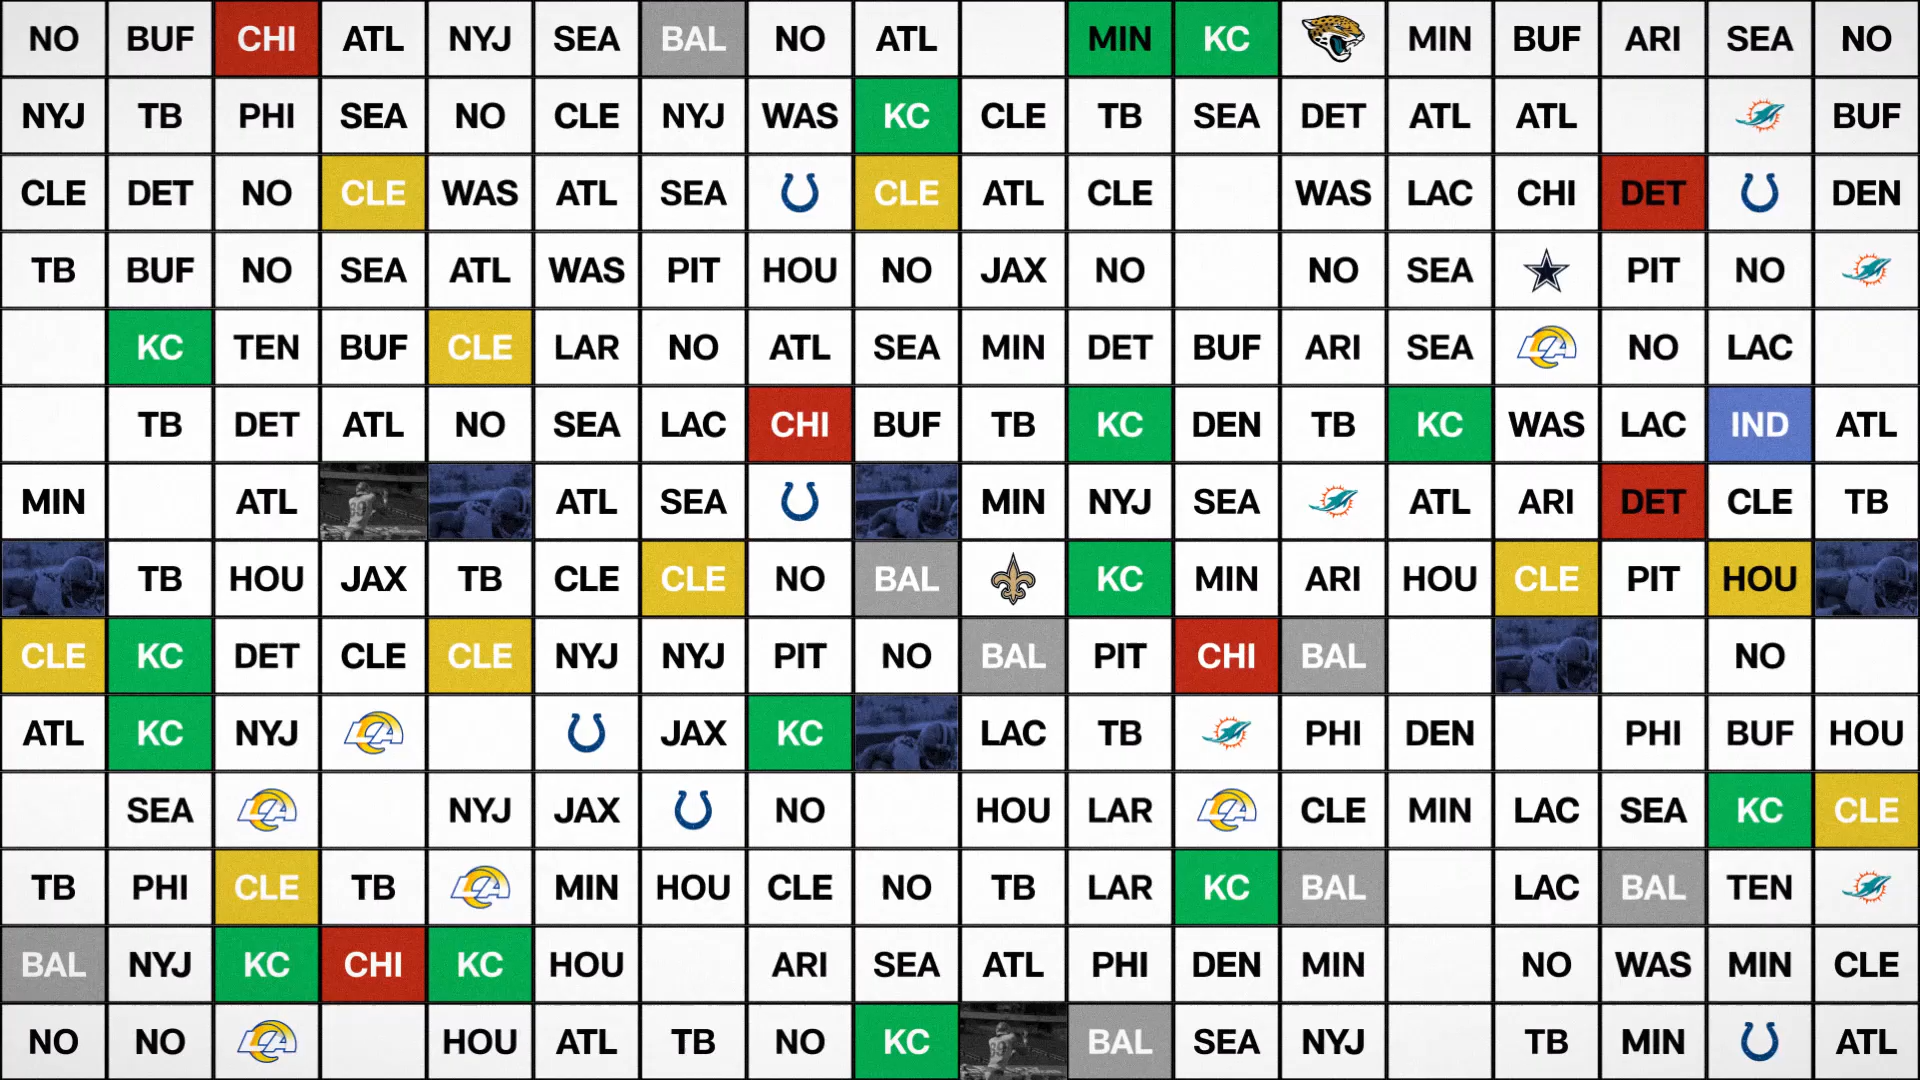 NO BUF CHI ATL NYJ SEA BAL NO ATL MIN KC MIN BUF ARI SEA NO
NYJ TB PHI SEA NO CLE NYJ WAS KC CLE TB SEA DET ATL ATL BUF
CLE DET NO CLE WAS ATL SEA CLE ATL CLE WAS LAC CHI DET DEN
TB BUF NO SEA ATL WAS PIT HOU NO JAX NO NO SEA PIT NO
KC TEN BUF CLE LAR NO ATL SEA MIN DET BUF ARI SEA LA NO LAC
TB DET ATL NO SEA LAC CHI BUF TB KC DEN TB KC WAS LAC IND ATL
MIN ATL ATL SEA MIN NYJ SEA ATL ARI DET CLE TB
TB HOU JAX TB CLE CLE NO BAL KC MIN ARI HOU CLE PIT HOU
CLE KC DET CLE CLE NYJ NYJ PIT NO BAL PIT CHI BAL NO
ATL KC NYJ LA JAX KC LAC TB PHI DEN PHI BUF HOU
SEA LA NYJ JAX NO HOU LAR LA CLE MIN LAC SEA KC CLE
TB PHI CLE TB LA MIN HOU CLE NO TB LAR KC BAL LAC BAL TEN
BAL NYJ KC CHI KC HOU ARI SEA ATL PHI DEN MIN NO WAS MIN CLE
NO NO LA HOU ATL TB NO KC BAL SEA NYJ TB MIN ATL